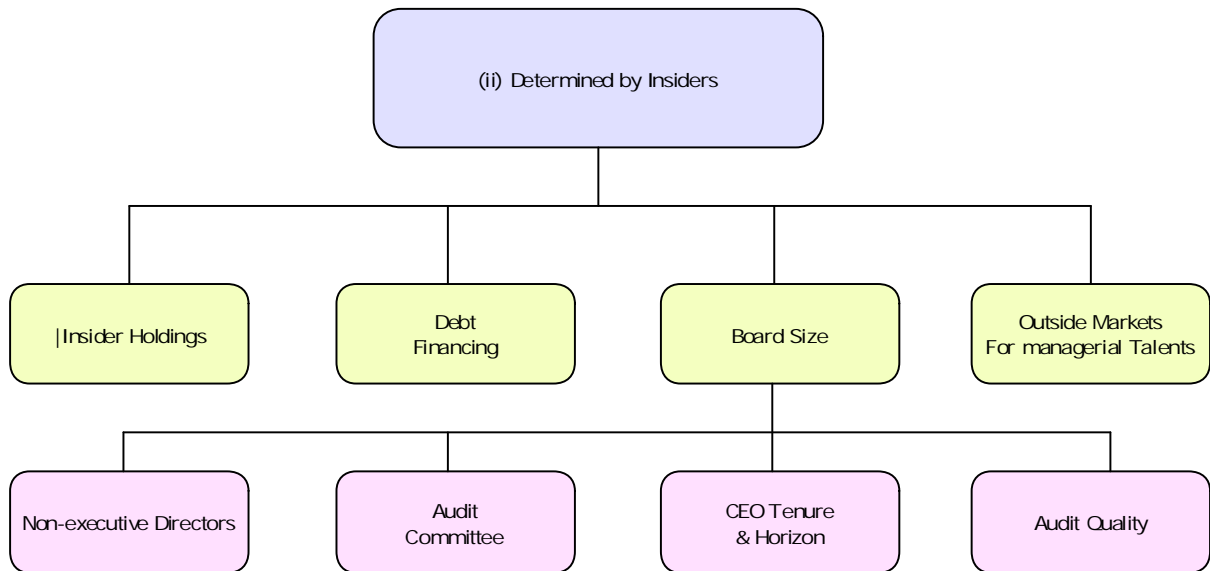 (ii) Determined by Insiders
|Insider Holdings
Debt
Financing
Board Size
Outside Markets
For managerial Talents
Non-executive Directors
Audit
Committee
CEO Tenure
& Horizon
Audit Quality